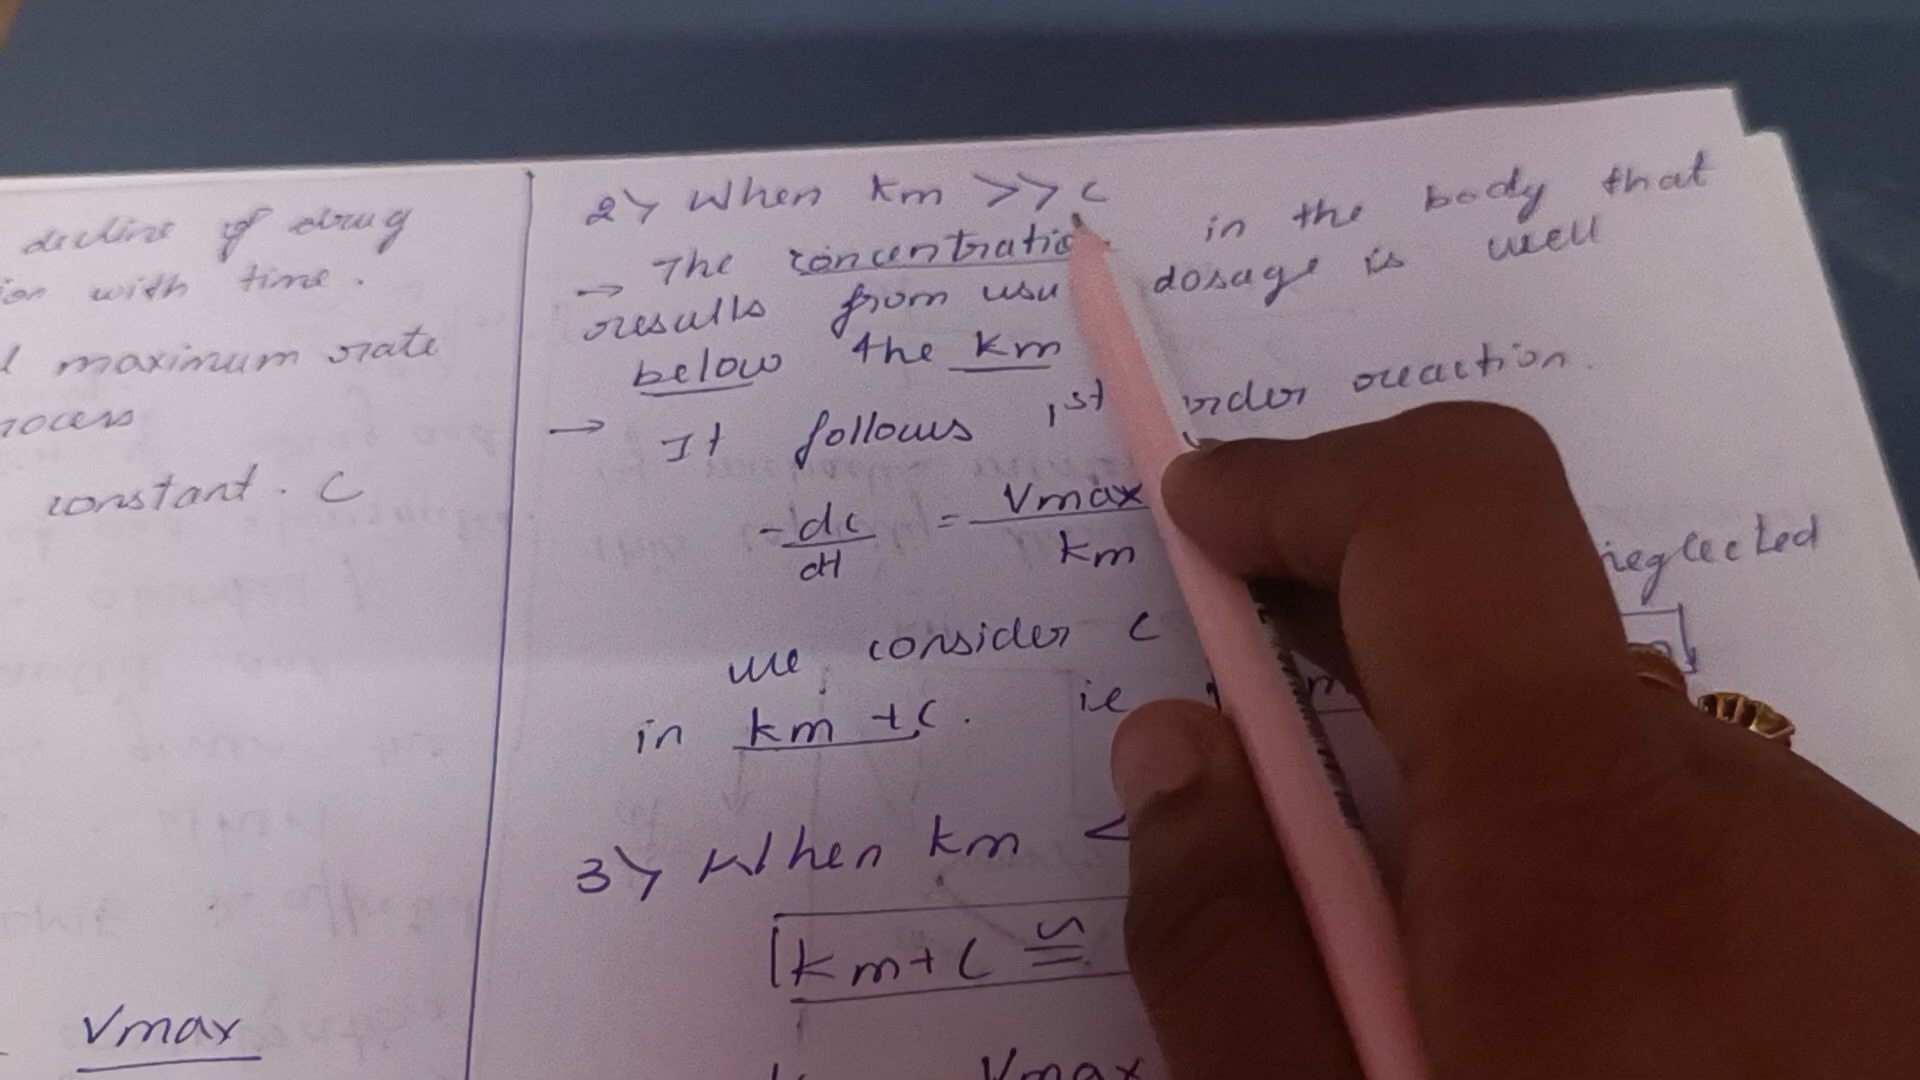 decline of drug
with time.
maximum rate
constant. C
Vmax
2) When Km >> C
→ The concentration in the body that
results from dosage is well
below the Km
→ It follows 1st order reaction.
-dc/dt = Vmax/Km
neglected
we consider C
in Km + C. ie
3) When Km <
Km + C ≅
Vmax